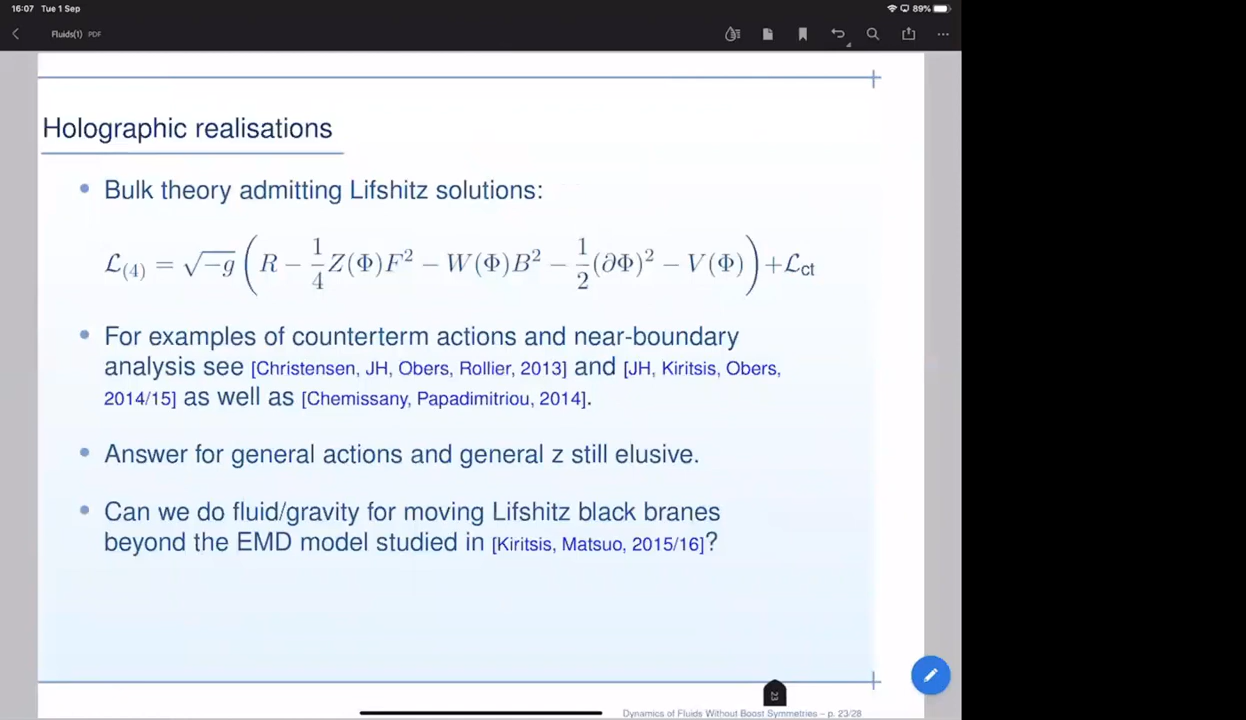 16:07 Tue 1 Sep
89%
Fluids(1) PDF
Holographic realisations
• Bulk theory admitting Lifshitz solutions:
ℒ(4) = √−g ( R − 1/4 Z(Φ)F² − W(Φ)B² − 1/2 (∂Φ)² − V(Φ) ) + ℒct
• For examples of counterterm actions and near-boundary
analysis see [Christensen, JH, Obers, Rollier, 2013] and [JH, Kiritsis, Obers,
2014/15] as well as [Chemissany, Papadimitriou, 2014].
• Answer for general actions and general z still elusive.
• Can we do fluid/gravity for moving Lifshitz black branes
beyond the EMD model studied in [Kiritsis, Matsuo, 2015/16]?
23
Dynamics of Fluids Without Boost Symmetries – p. 23/28